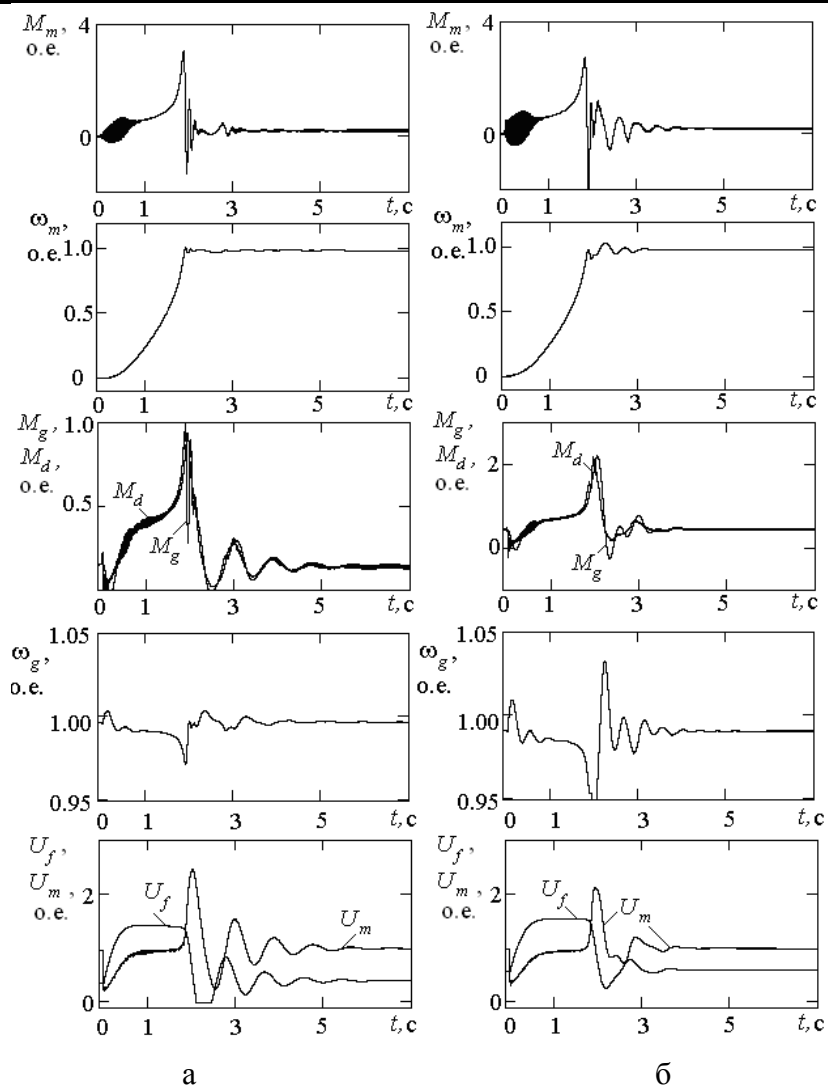 M_m, 4
о.е.
0
0 1 3 5 t, с
M_m, 4
о.е.
0
0 1 3 5 t, с
ω_m,
о.е. 1.0
0.5
0
0 1 3 5 t, с
ω_m,
о.е. 1.0
0.5
0
0 1 3 5 t, с
M_g, 1.0
M_d,
о.е. 0.5
M_d
M_g
0 1 3 5 t, с
M_g,
M_d, 2
о.е.
0
M_d
M_g
0 1 3 5 t, с
1.05
ω_g,
о.е.
1.00
0.95
0 1 3 5 t, с
1.05
ω_g,
о.е.
1.00
0.95
0 1 3 5 t, с
U_f,
U_m, 2
о.е.
0
U_f
U_m
0 1 3 5 t, с
U_f,
U_m, 2
о.е.
0
U_f
U_m
0 1 3 5 t, с
а б